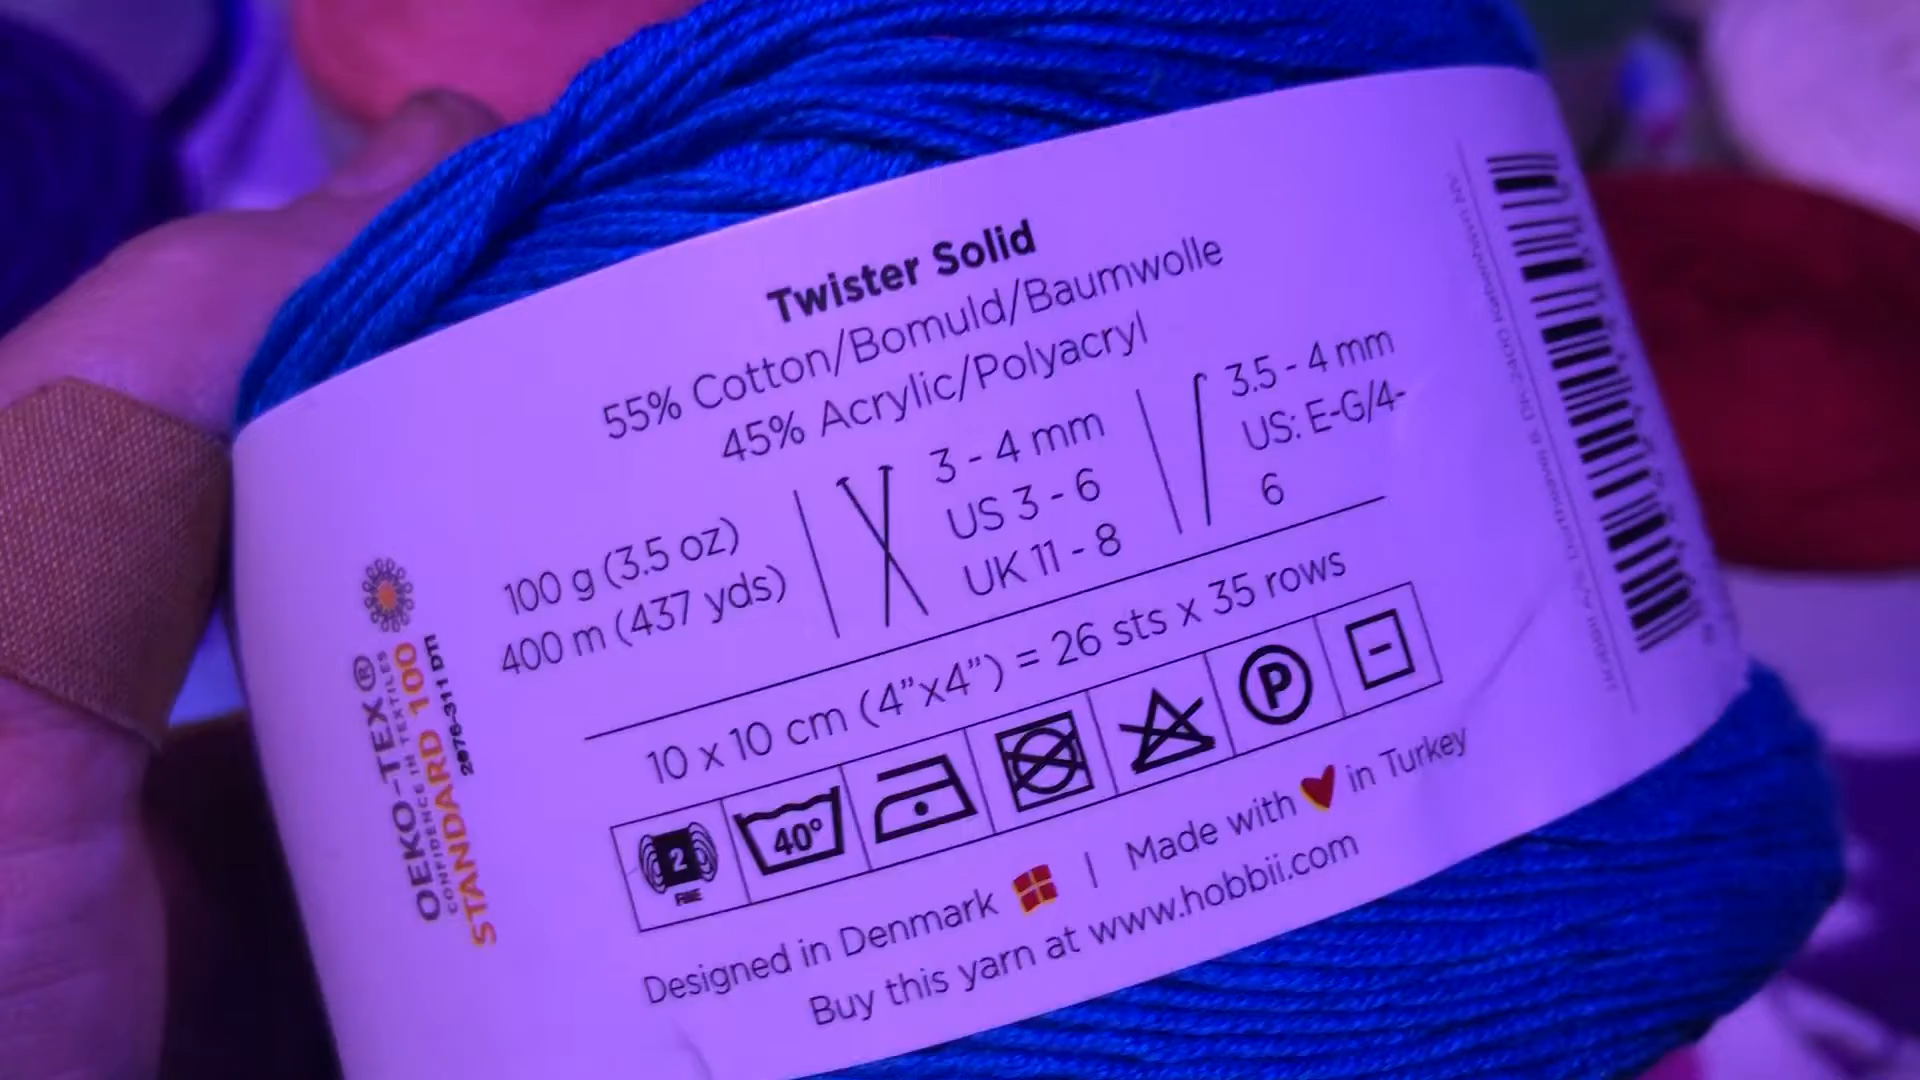 Twister Solid
55% Cotton/Bomuld/Baumwolle
45% Acrylic/Polyacryl
100 g (3.5 oz)
400 m (437 yds)
3 - 4 mm
US 3 - 6
UK 11 - 8
3.5 - 4 mm
US: E-G/4-
6
10 x 10 cm (4”x4”) = 26 sts x 35 rows
2
FINE
40°
P
Designed in Denmark | Made with in Turkey
Buy this yarn at www.hobbii.com
OEKO-TEX®
CONFIDENCE IN TEXTILES
STANDARD 100
2976-311 DTI